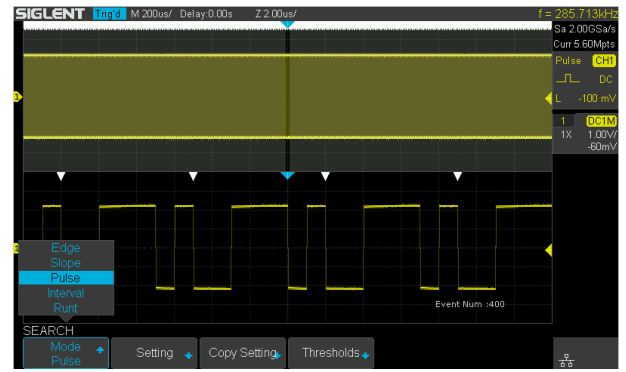 SIGLENT Trig'd M 200us/ Delay:0.00s Z 2.00us/ f = 285.713kHz
Sa 2.00GSa/s
Curr 5.60Mpts
Pulse CH1
DC
L -100 mV
1 DC1M
1X 1.00V/
-60mV
1
1
Edge
Slope
Pulse
Interval
Runt
Event Num :400
SEARCH
Mode
Pulse
Setting
Copy Setting
Thresholds